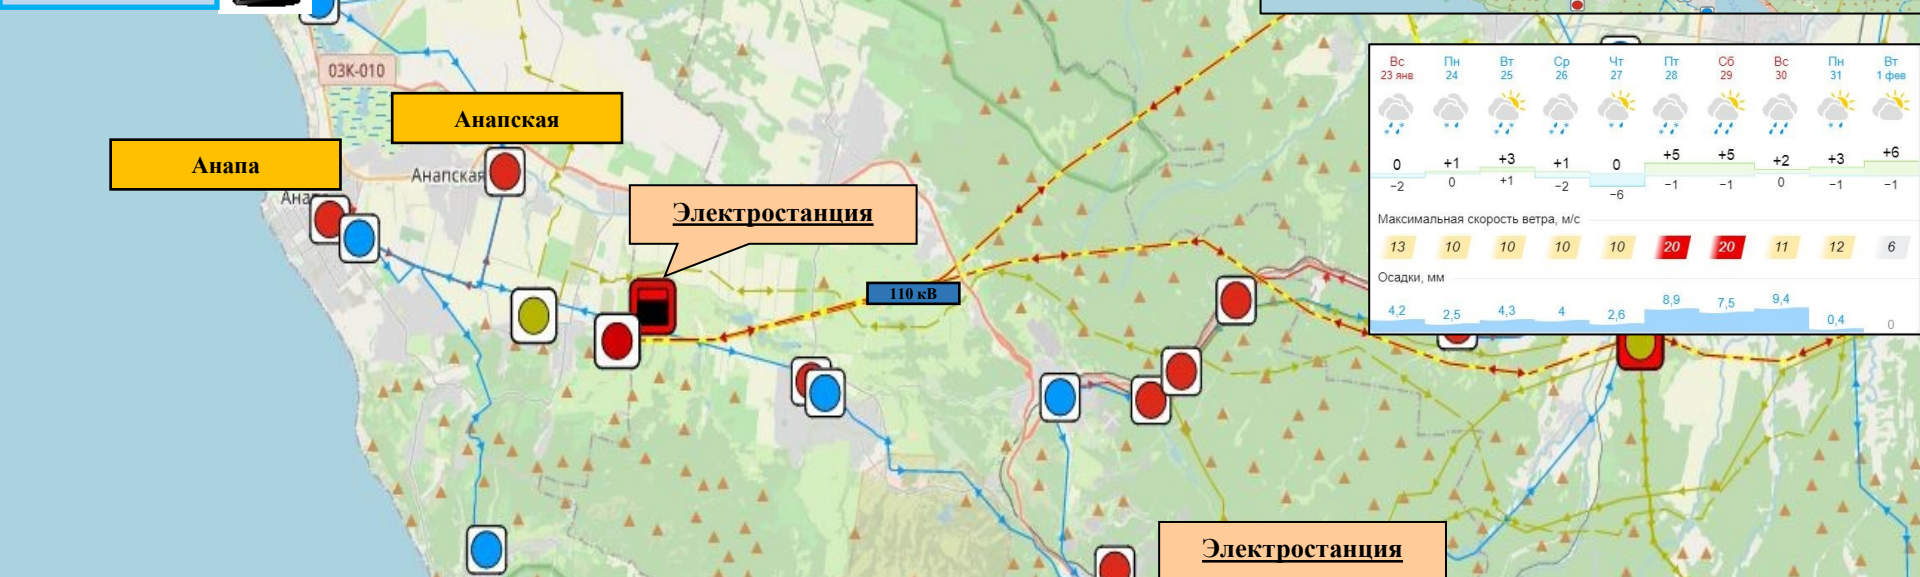 03К-010
Анапская
Анапа
Анапская
Электростанция
110 кВ
Электростанция
Вс Пн Вт Ср Чт Пт Сб Вс Пн Вт
23 янв 24 25 26 27 28 29 30 31 1 фев
0 +1 +3 +1 0 +5 +5 +2 +3 +6
−2 0 +1 −2 −6 −1 −1 0 −1 −1
Максимальная скорость ветра, м/с
13 10 10 10 10 20 20 11 12 6
Осадки, мм
4,2 2,5 4,3 4 2,6 8,9 7,5 9,4 0,4 0